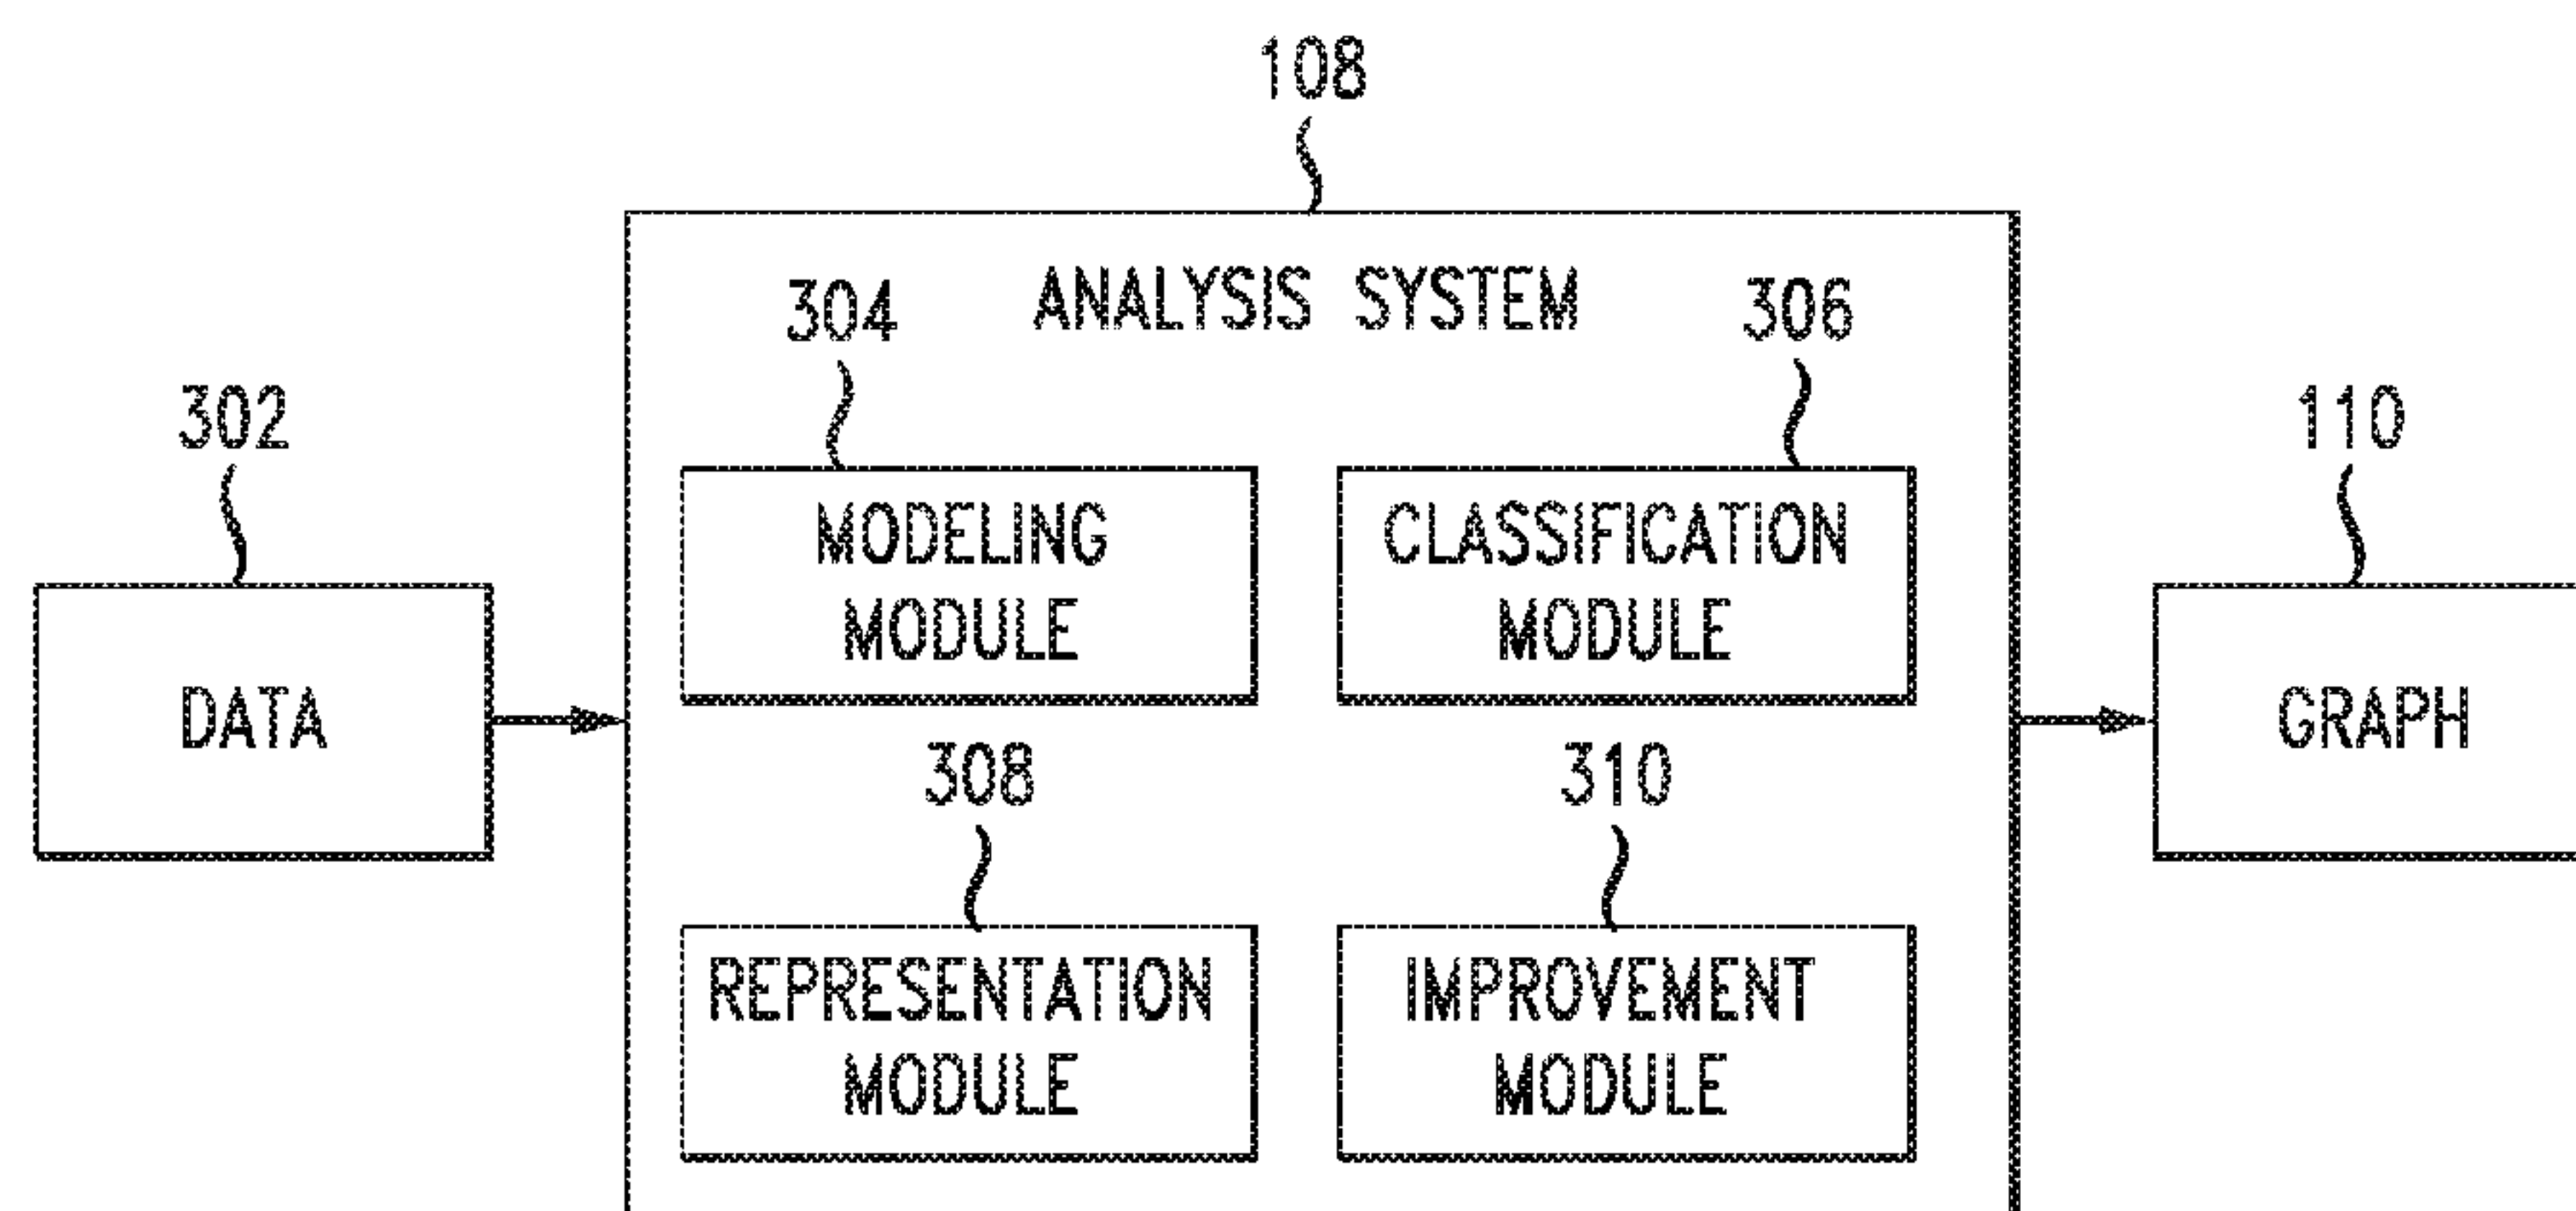 108
ANALYSIS SYSTEM
304
306
302
110
MODELING
MODULE
CLASSIFICATION
MODULE
DATA
GRAPH
308
310
REPRESENTATION
MODULE
IMPROVEMENT
MODULE